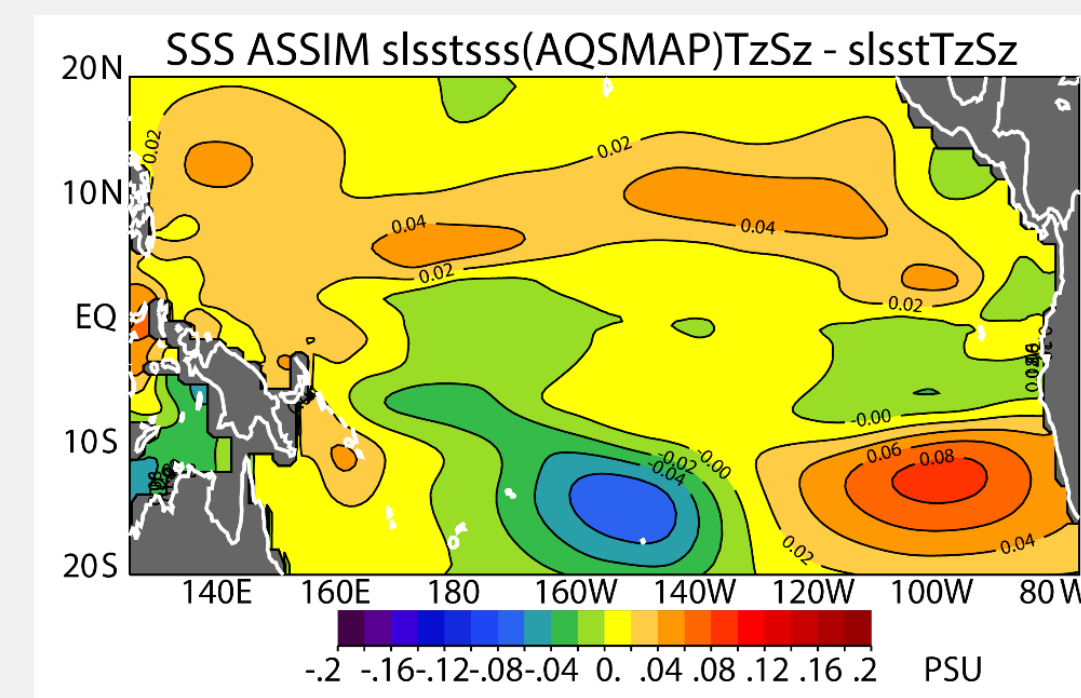 SSS ASSIM slsstsss(AQSMAP)TzSz - slsstTzSz
20N
0.02
0.02
10N
0.04
0.04
0.02
EQ
0.02
-0.00
10S
-0.02
-0.00
0.06
0.08
-0.04
0.02
0.04
20S
140E 160E 180 160W 140W 120W 100W 80W
-.2 -.16 -.12 -.08 -.04 0. .04 .08 .12 .16 .2 PSU